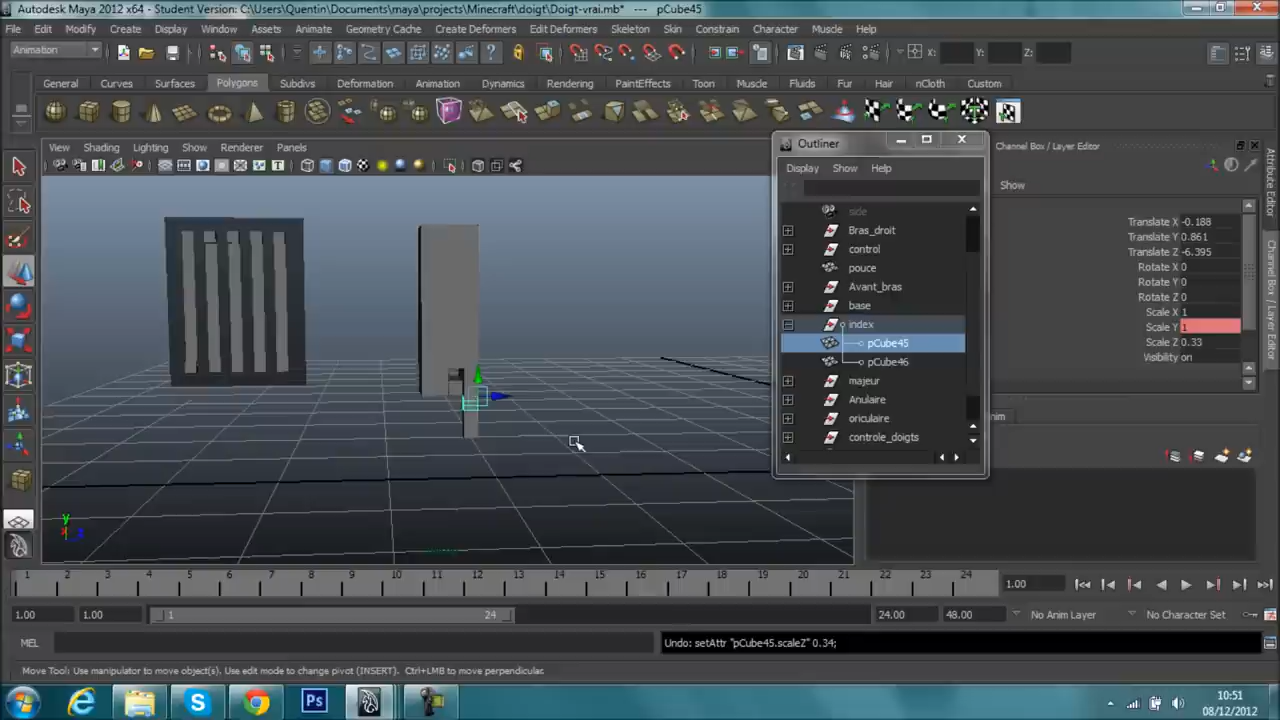 Autodesk Maya 2012 x64 - Student Version: C:\Users\Quentin\Documents\maya\projects\Minecraft\doigt\Doigt-vrai.mb* --- pCube45
File Edit Modify Create Display Window Assets Animate Geometry Cache Create Deformers Edit Deformers Skeleton Skin Constrain Character Muscle Help
Animation X: Y: Z:
General Curves Surfaces Polygons Subdivs Deformation Animation Dynamics Rendering PaintEffects Toon Muscle Fluids Fur Hair nCloth Custom
View Shading Lighting Show Renderer Panels
Outliner
Display Show Help
side
Bras_droit
control
pouce
Avant_bras
base
index
pCube45
pCube46
majeur
Anulaire
oriculaire
controle_doigts
Channel Box / Layer Editor
Show
Translate X -0.188
Translate Y 0.861
Translate Z -6.395
Rotate X 0
Rotate Y 0
Rotate Z 0
Scale X 1
Scale Y 1
Scale Z 0.33
Visibility on
Attribute Editor
Channel Box / Layer Editor
nim
y
1 2 3 4 5 6 7 8 9 10 11 12 13 14 15 16 17 18 19 20 21 22 23 24 1.00
1.00 1.00 1 24 24.00 48.00 No Anim Layer No Character Set
MEL Undo: setAttr "pCube45.scaleZ" 0.34;
Move Tool: Use manipulator to move object(s). Use edit mode to change pivot (INSERT). Ctrl+LMB to move perpendicular.
Ps
10:51
08/12/2012